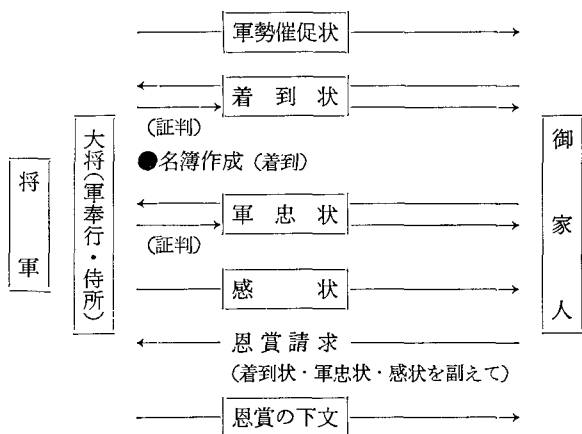 軍勢催促状
着到状
(証判)
●名簿作成(着到)
軍忠状
(証判)
感状
恩賞請求
(着到状・軍忠状・感状を副えて)
恩賞の下文
将軍
大将(軍奉行・侍所)
御家人